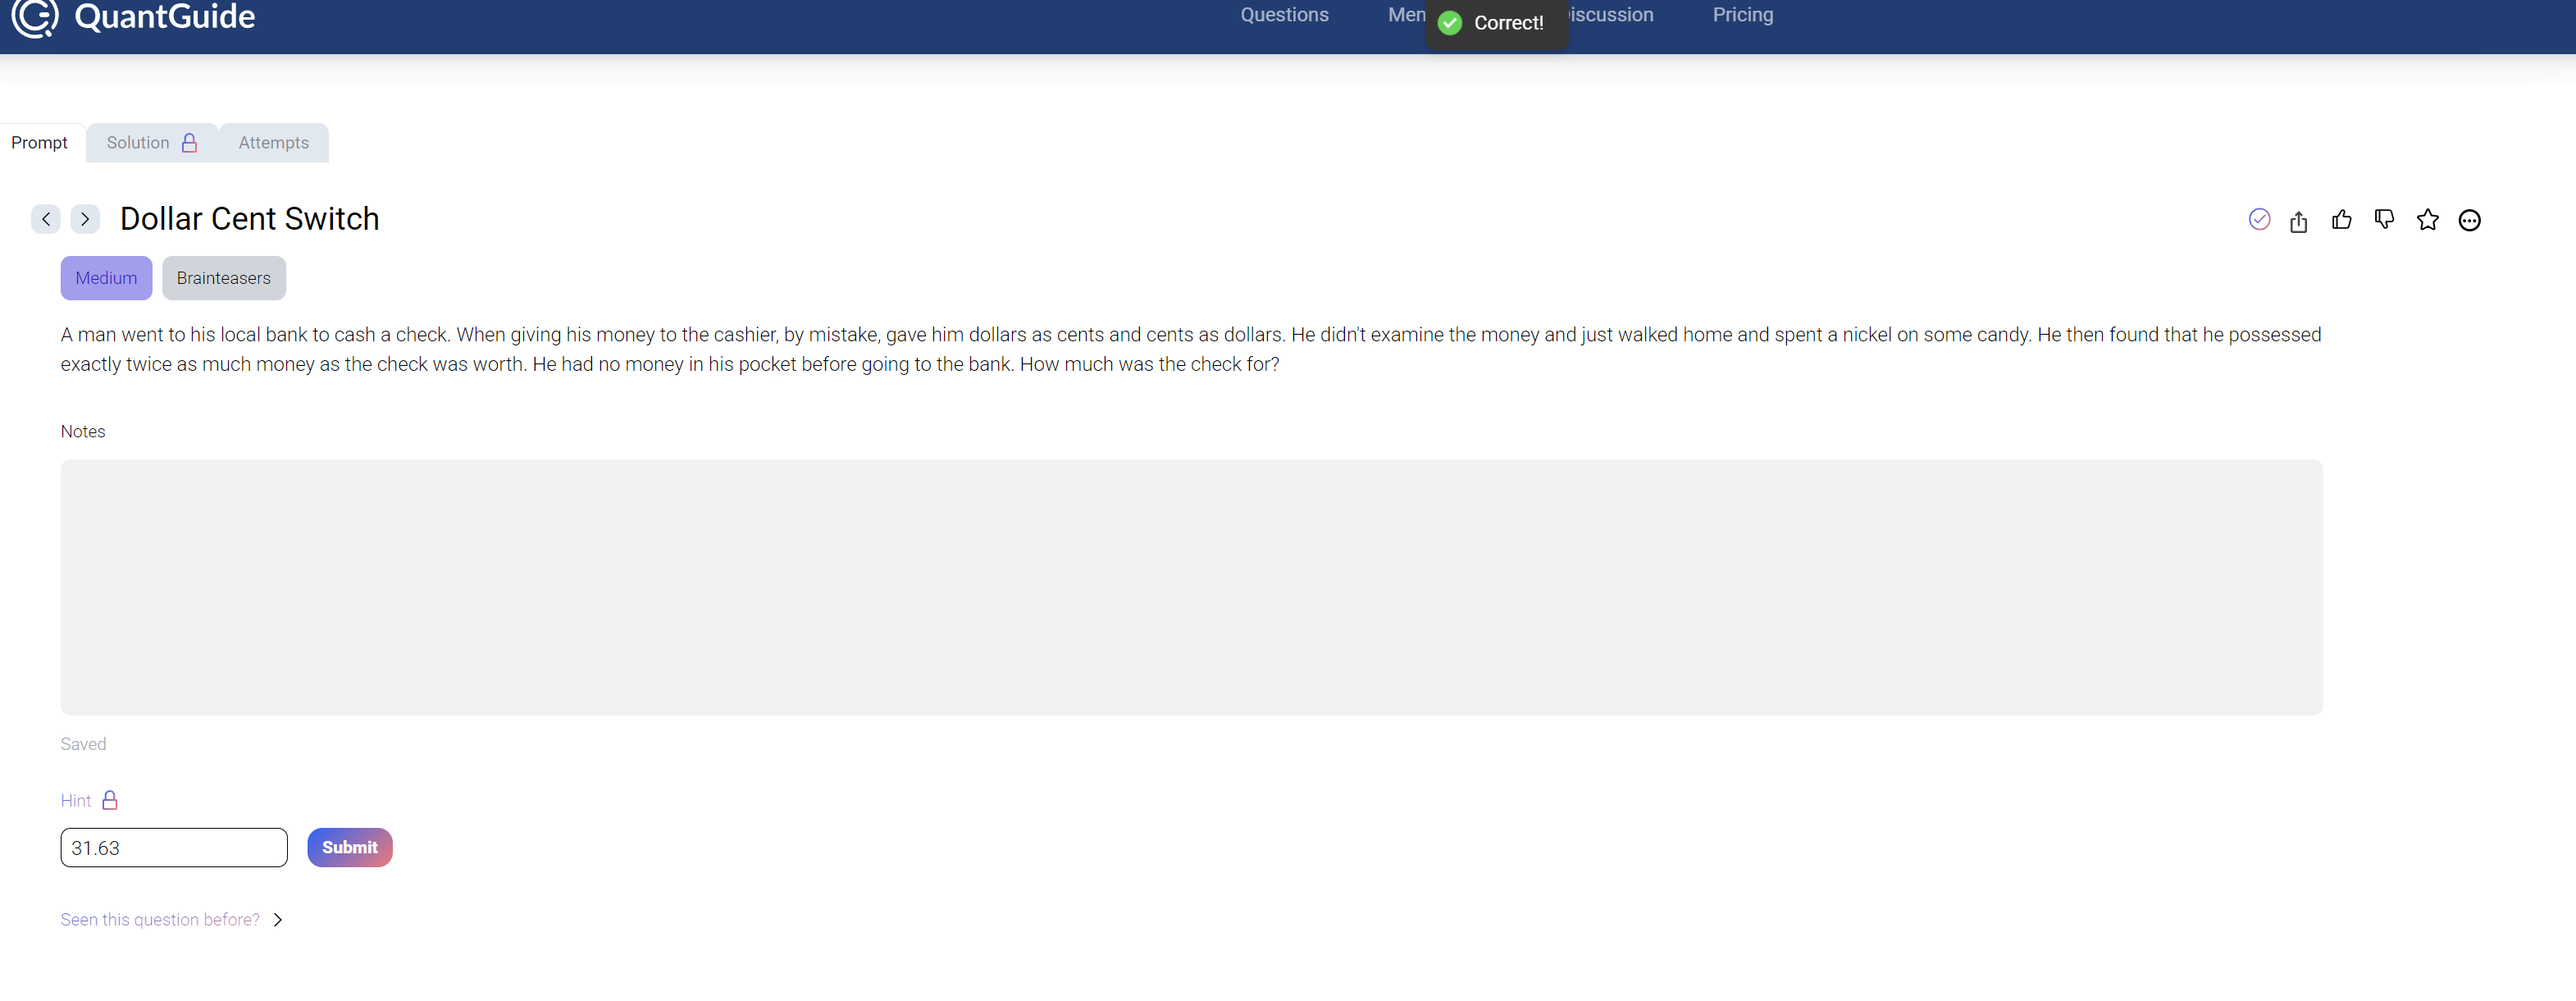 QuantGuide
Questions Men Correct! iscussion Pricing
Prompt Solution Attempts
Dollar Cent Switch
Medium Brainteasers
A man went to his local bank to cash a check. When giving his money to the cashier, by mistake, gave him dollars as cents and cents as dollars. He didn't examine the money and just walked home and spent a nickel on some candy. He then found that he possessed
exactly twice as much money as the check was worth. He had no money in his pocket before going to the bank. How much was the check for?
Notes
Saved
Hint
31.63 Submit
Seen this question before?